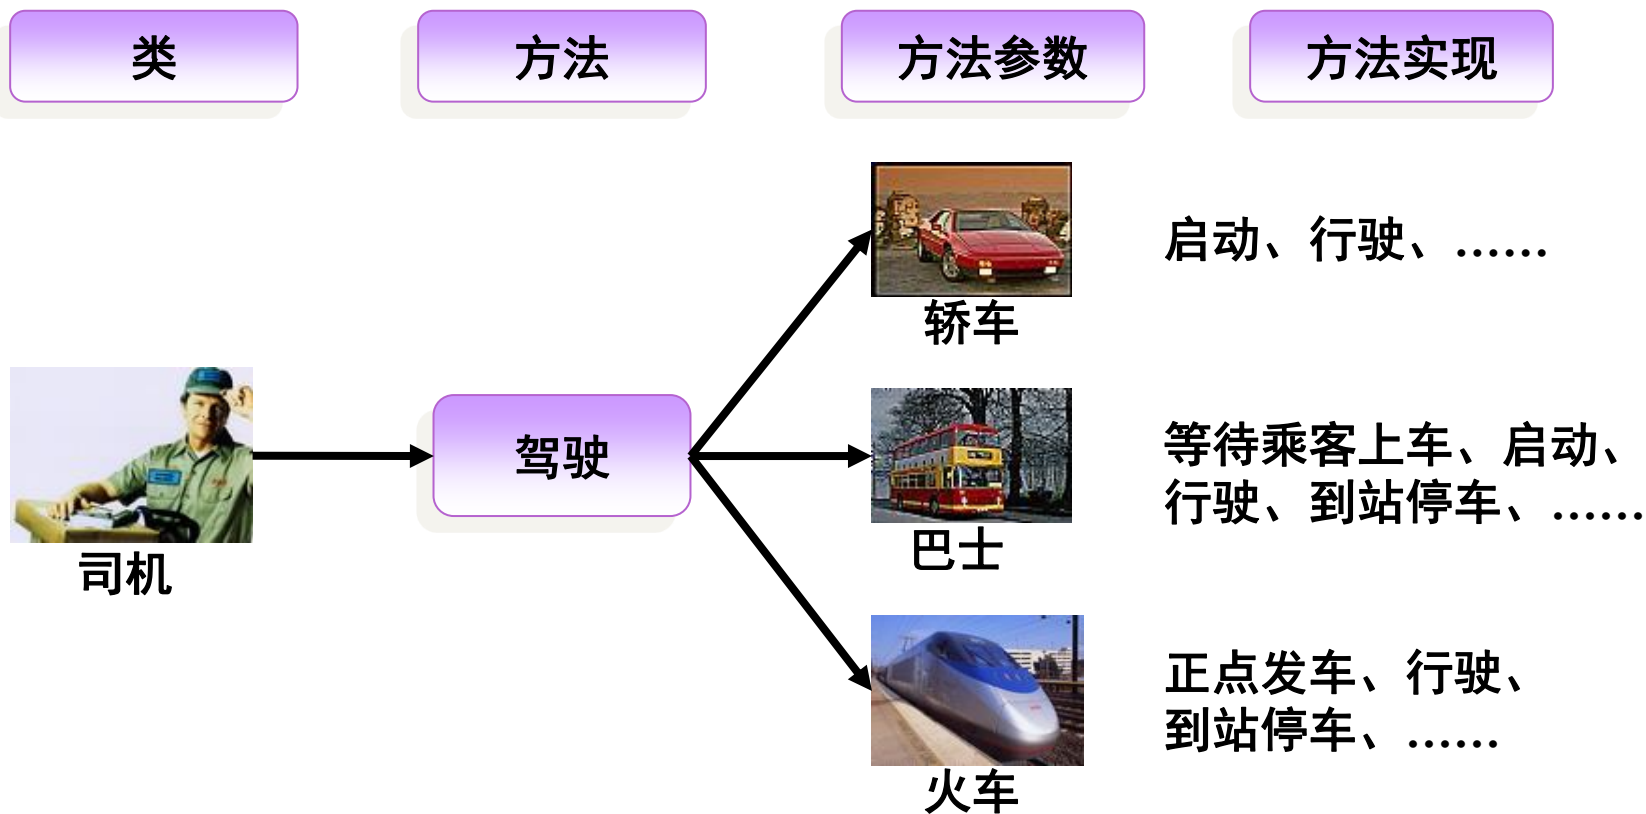 类
方法
方法参数
方法实现
司机
驾驶
轿车
启动、行驶、……
巴士
等待乘客上车、启动、
行驶、到站停车、……
火车
正点发车、行驶、
到站停车、……